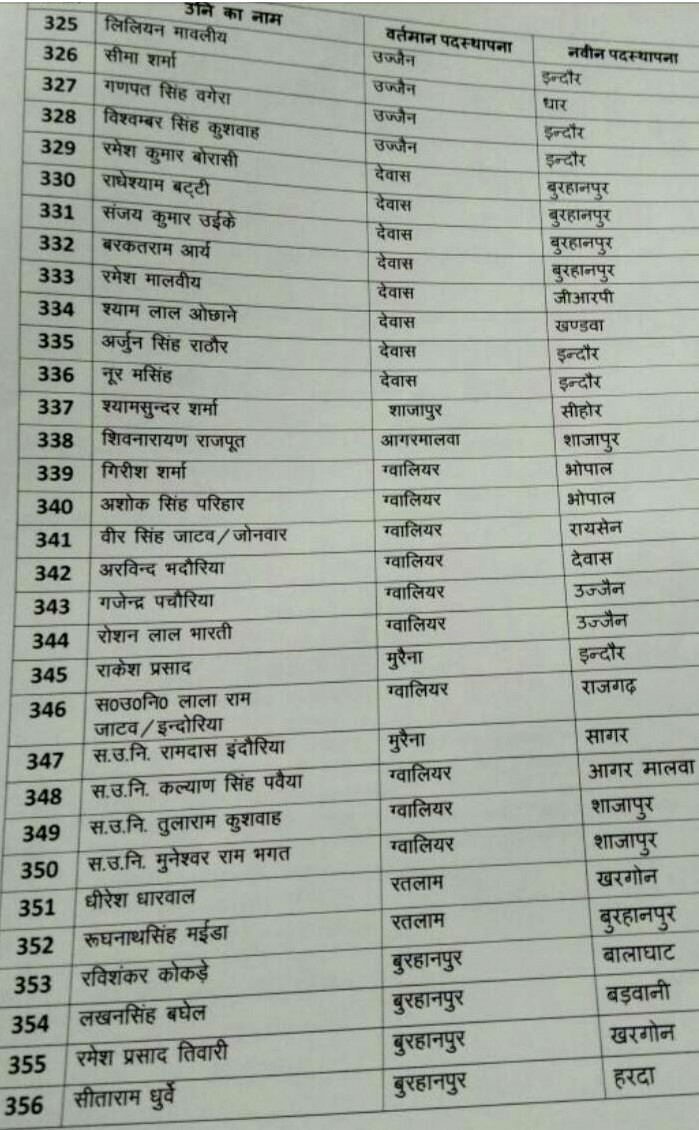 उनि का नाम वर्तमान पदस्थापना नवीन पदस्थापना
325 लिलियन मावलीय उज्जैन इन्दौर
326 सीमा शर्मा उज्जैन धार
327 गणपत सिंह वगेरा उज्जैन इन्दौर
328 विश्वम्बर सिंह कुशवाह उज्जैन इन्दौर
329 रमेश कुमार बोरासी देवास बुरहानपुर
330 राधेश्याम बट्टी देवास बुरहानपुर
331 संजय कुमार उईके देवास बुरहानपुर
332 बरकतराम आर्य देवास बुरहानपुर
333 रमेश मालवीय देवास जीआरपी
334 श्याम लाल ओछाने देवास खण्डवा
335 अर्जुन सिंह राठौर देवास इन्दौर
336 नूर मसिंह देवास इन्दौर
337 श्यामसुन्दर शर्मा शाजापुर सीहोर
338 शिवनारायण राजपूत आगरमालवा शाजापुर
339 गिरीश शर्मा ग्वालियर भोपाल
340 अशोक सिंह परिहार ग्वालियर भोपाल
341 वीर सिंह जाटव/जोनवार ग्वालियर रायसेन
342 अरविन्द भदौरिया ग्वालियर देवास
343 गजेन्द्र पचौरिया ग्वालियर उज्जैन
344 रोशन लाल भारती ग्वालियर उज्जैन
345 राकेश प्रसाद मुरैना इन्दौर
346 स०उ०नि० लाला राम ग्वालियर राजगढ़
जाटव/इन्दोरिया
347 स.उ.नि. रामदास इंदौरिया मुरैना सागर
348 स.उ.नि. कल्याण सिंह पवैया ग्वालियर आगर मालवा
349 स.उ.नि. तुलाराम कुशवाह ग्वालियर शाजापुर
350 स.उ.नि. मुनेश्वर राम भगत ग्वालियर शाजापुर
351 धीरेश धारवाल रतलाम खरगोन
352 रूघनाथसिंह मईडा रतलाम बुरहानपुर
353 रविशंकर कोकड़े बुरहानपुर बालाघाट
354 लखनसिंह बघेल बुरहानपुर बड़वानी
355 रमेश प्रसाद तिवारी बुरहानपुर खरगोन
356 सीताराम धुर्वे बुरहानपुर हरदा